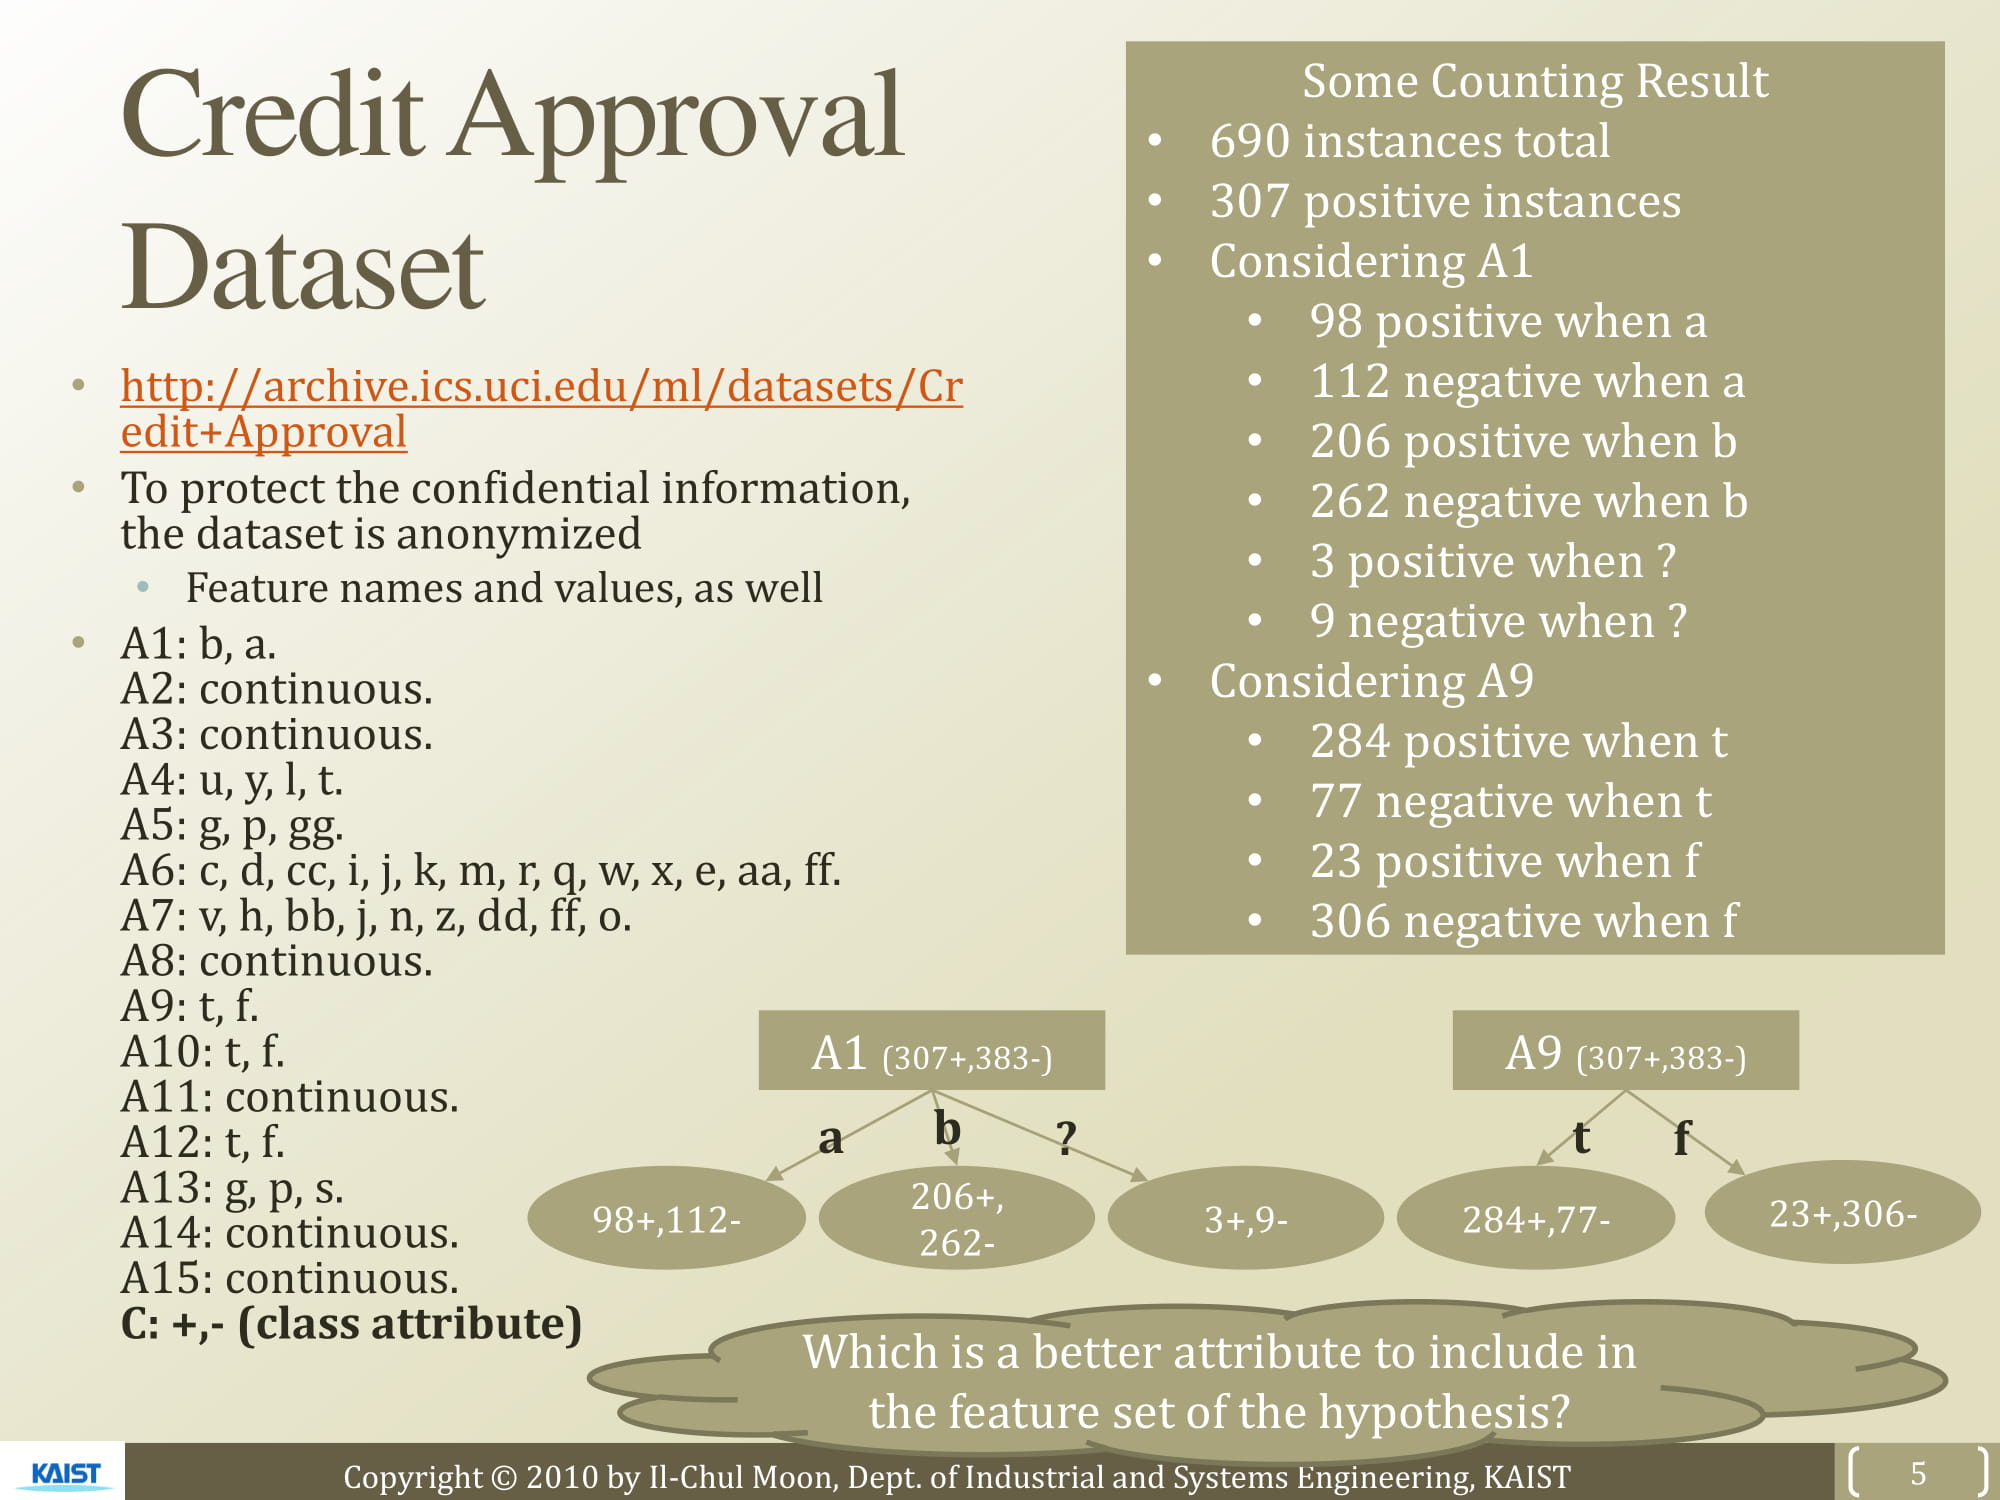 Credit Approval
Dataset
• http://archive.ics.uci.edu/ml/datasets/Cr
edit+Approval
• To protect the confidential information,
the dataset is anonymized
• Feature names and values, as well
• A1: b, a.
A2: continuous.
A3: continuous.
A4: u, y, l, t.
A5: g, p, gg.
A6: c, d, cc, i, j, k, m, r, q, w, x, e, aa, ff.
A7: v, h, bb, j, n, z, dd, ff, o.
A8: continuous.
A9: t, f.
A10: t, f.
A11: continuous.
A12: t, f.
A13: g, p, s.
A14: continuous.
A15: continuous.
C: +,- (class attribute)
Some Counting Result
• 690 instances total
• 307 positive instances
• Considering A1
• 98 positive when a
• 112 negative when a
• 206 positive when b
• 262 negative when b
• 3 positive when ?
• 9 negative when ?
• Considering A9
• 284 positive when t
• 77 negative when t
• 23 positive when f
• 306 negative when f
A1 (307+,383-)
a
b
?
98+,112-
206+,
262-
3+,9-
A9 (307+,383-)
t
f
284+,77-
23+,306-
Which is a better attribute to include in
the feature set of the hypothesis?
KAIST
Copyright © 2010 by Il-Chul Moon, Dept. of Industrial and Systems Engineering, KAIST
5